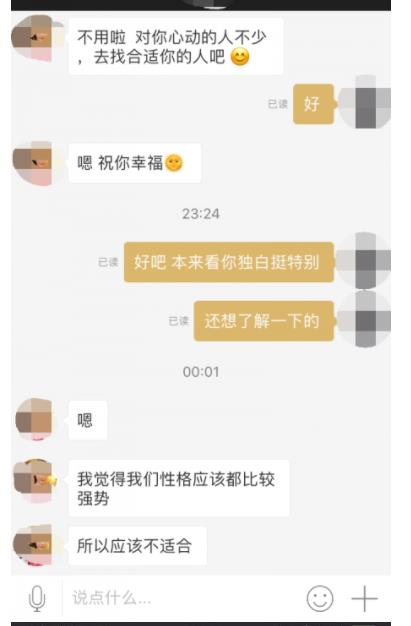 不用啦 对你心动的人不少
，去找合适你的人吧
已读
好
嗯 祝你幸福
23:24
已读
好吧 本来看你独白挺特别
已读
还想了解一下的
00:01
嗯
我觉得我们性格应该都比较
强势
所以应该不适合
说点什么...